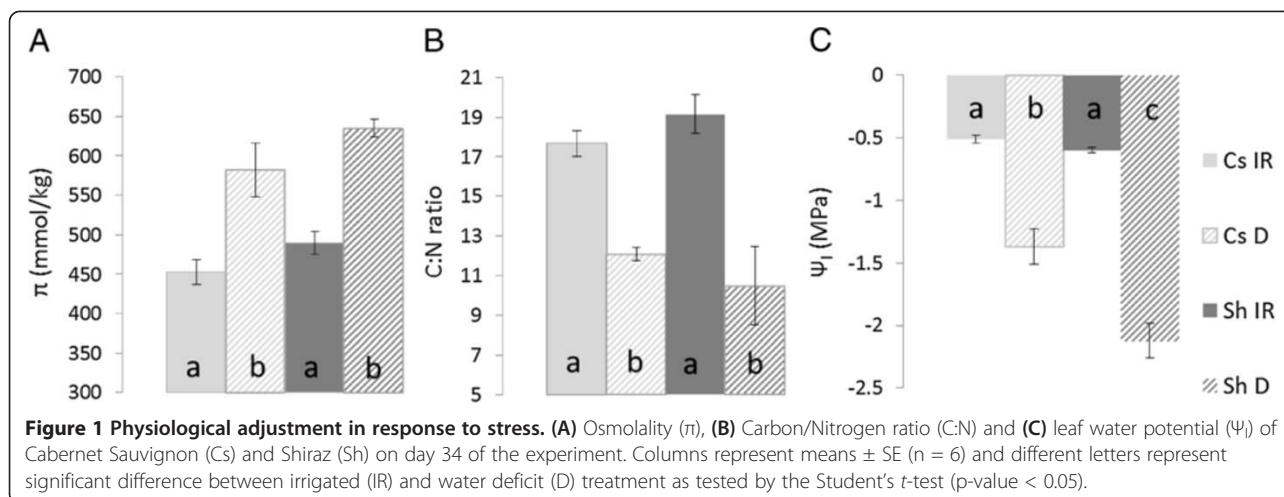 A
B
C
700
650
600
550
500
450
400
350
300
π (mmol/kg)
a
b
a
b
21
19
17
15
13
11
9
7
5
C:N ratio
a
b
a
b
0
-0.5
-1
-1.5
-2
-2.5
Ψl (MPa)
a
b
a
c
Cs IR
Cs D
Sh IR
Sh D
Figure 1 Physiological adjustment in response to stress. (A) Osmolality (π), (B) Carbon/Nitrogen ratio (C:N) and (C) leaf water potential (Ψl) of
Cabernet Sauvignon (Cs) and Shiraz (Sh) on day 34 of the experiment. Columns represent means ± SE (n = 6) and different letters represent
significant difference between irrigated (IR) and water deficit (D) treatment as tested by the Student's t-test (p-value < 0.05).